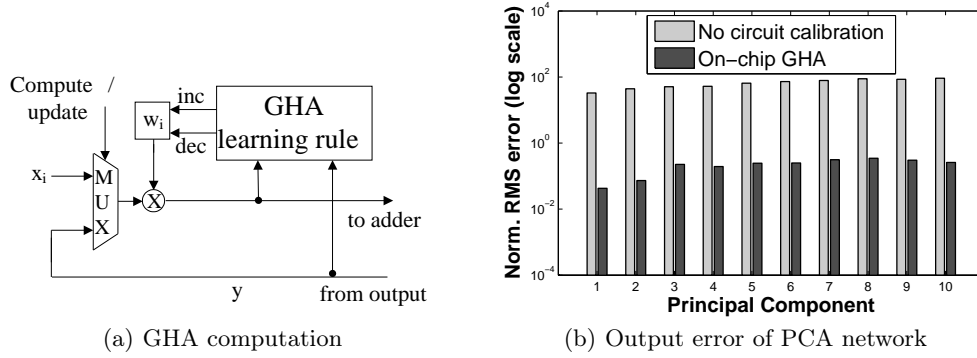 Compute /
update
inc
dec
w_i
GHA
learning rule
x_i
M
U
X
X
to adder
y
from output
(a) GHA computation
No circuit calibration
On−chip GHA
Norm. RMS error (log scale)
10^4
10^2
10^0
10^−2
10^−4
1 2 3 4 5 6 7 8 9 10
Principal Component
(b) Output error of PCA network